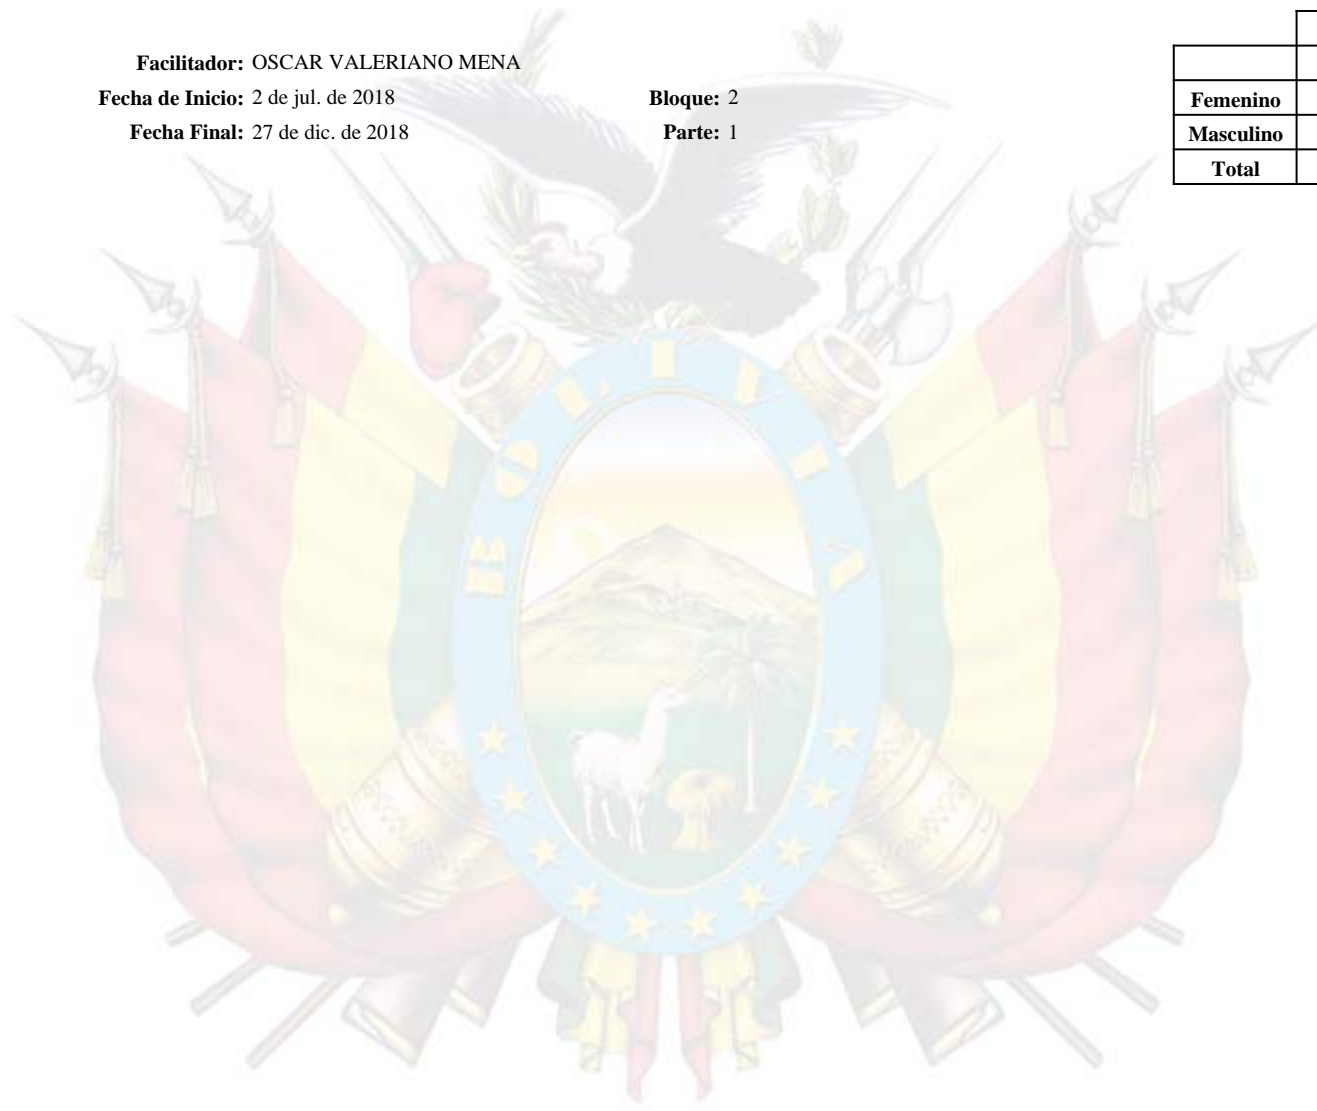 Facilitador: OSCAR VALERIANO MENA
Fecha de Inicio: 2 de jul. de 2018 Bloque: 2
Fecha Final: 27 de dic. de 2018 Parte: 1
Femenino
Masculino
Total
BOLIVIA